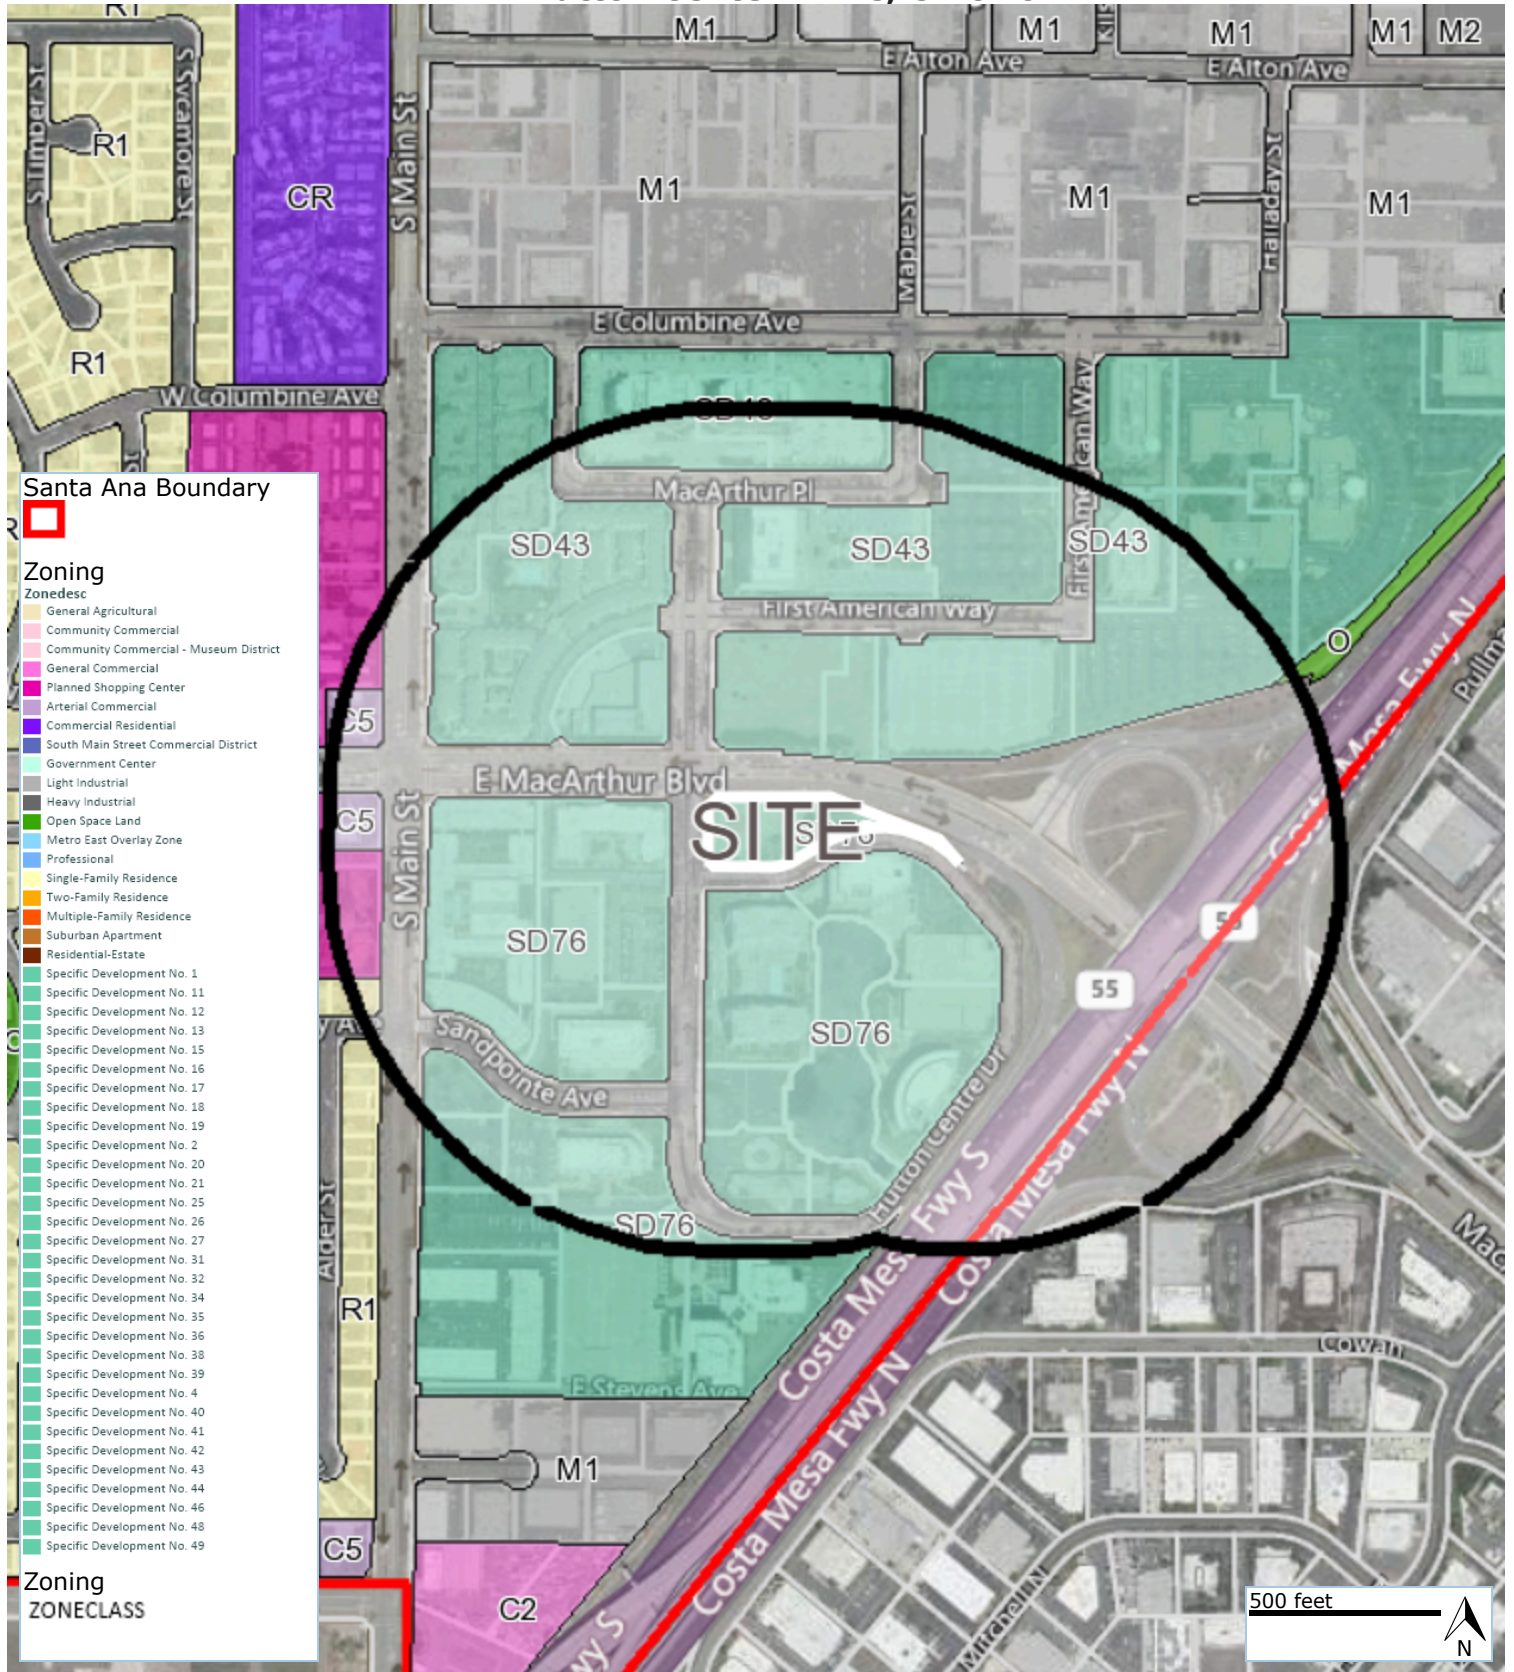 R1
M1
M1
M1
M1
M2
E Alton Ave
E Alton Ave
S Timber St
S Sycamore St
R1
CR
S Main St
M1
Maple St
M1
Halladay St
M1
E Columbine Ave
R1
W Columbine Ave
SD43
MacArthur Pl
First American Way
SD43
SD43
SD43
First American Way
O
C5
E MacArthur Blvd
Costa Mesa Fwy N
C5
S Main St
SITE
SD76
55
55
SD76
SD76
Sandpointe Ave
Hutton Centre Dr
Costa Mesa Fwy S
Costa Mesa Fwy N
SD76
Alder St
R1
Cowan
E Stevens Ave
M1
Costa Mesa Fwy N
C5
C2
wy S
Mitchell N
Santa Ana Boundary
Zoning
Zonedesc
General Agricultural
Community Commercial
Community Commercial - Museum District
General Commercial
Planned Shopping Center
Arterial Commercial
Commercial Residential
South Main Street Commercial District
Government Center
Light Industrial
Heavy Industrial
Open Space Land
Metro East Overlay Zone
Professional
Single-Family Residence
Two-Family Residence
Multiple-Family Residence
Suburban Apartment
Residential-Estate
Specific Development No. 1
Specific Development No. 11
Specific Development No. 12
Specific Development No. 13
Specific Development No. 15
Specific Development No. 16
Specific Development No. 17
Specific Development No. 18
Specific Development No. 19
Specific Development No. 2
Specific Development No. 20
Specific Development No. 21
Specific Development No. 25
Specific Development No. 26
Specific Development No. 27
Specific Development No. 31
Specific Development No. 32
Specific Development No. 34
Specific Development No. 35
Specific Development No. 36
Specific Development No. 38
Specific Development No. 39
Specific Development No. 4
Specific Development No. 40
Specific Development No. 41
Specific Development No. 42
Specific Development No. 43
Specific Development No. 44
Specific Development No. 46
Specific Development No. 48
Specific Development No. 49
Zoning
ZONECLASS
500 feet
N